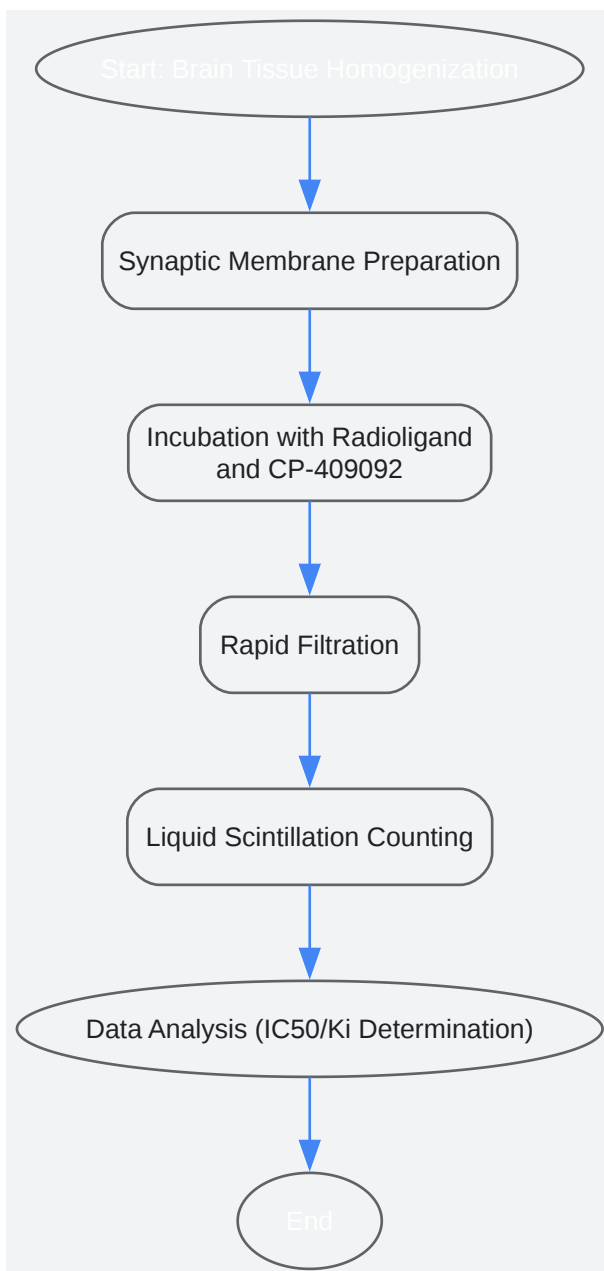 Start: Brain Tissue Homogenization
Synaptic Membrane Preparation
Incubation with Radioligand
and CP-409092
Rapid Filtration
Liquid Scintillation Counting
Data Analysis (IC50/Ki Determination)
End